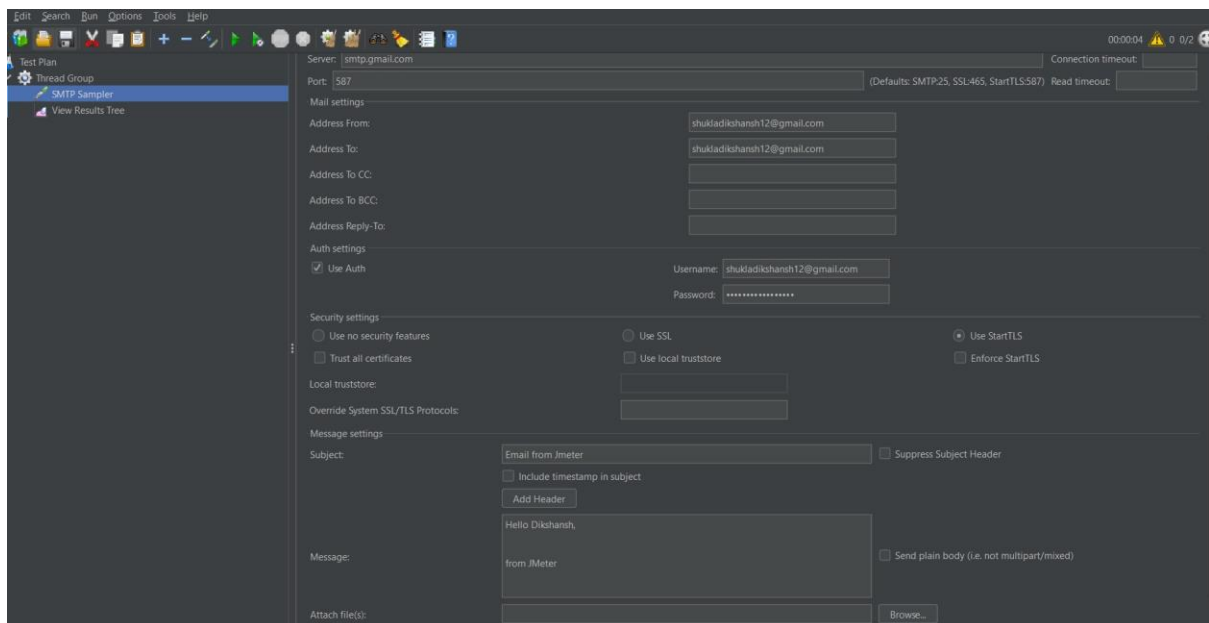 Edit Search Run Options Tools Help
00:00:04 0 0/2
Test Plan
Thread Group
SMTP Sampler
View Results Tree
Server: smtp.gmail.com Connection timeout:
Port: 587 (Defaults: SMTP:25, SSL:465, StartTLS:587) Read timeout:
Mail settings
Address From: shukladikshansh12@gmail.com
Address To: shukladikshansh12@gmail.com
Address To CC:
Address To BCC:
Address Reply-To:
Auth settings
Use Auth Username: shukladikshansh12@gmail.com
Password: •••••••••••••••••
Security settings
Use no security features Use SSL Use StartTLS
Trust all certificates Use local truststore Enforce StartTLS
Local truststore:
Override System SSL/TLS Protocols:
Message settings
Subject: Email from Jmeter Suppress Subject Header
Include timestamp in subject
Add Header
Hello Dikshansh,
Message: Send plain body (i.e. not multipart/mixed)
from JMeter
Attach file(s): Browse...